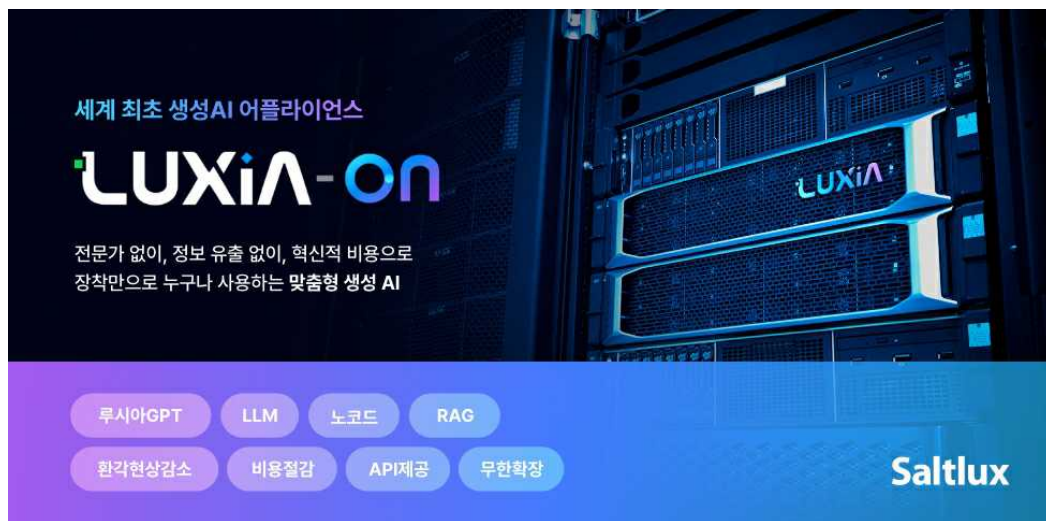 세계 최초 생성AI 어플라이언스
LUXiA-ON
전문가 없이, 정보 유출 없이, 혁신적 비용으로
장착만으로 누구나 사용하는 맞춤형 생성 AI
LUXiA
루시아GPT LLM 노코드 RAG
환각현상감소 비용절감 API제공 무한확장
Saltlux